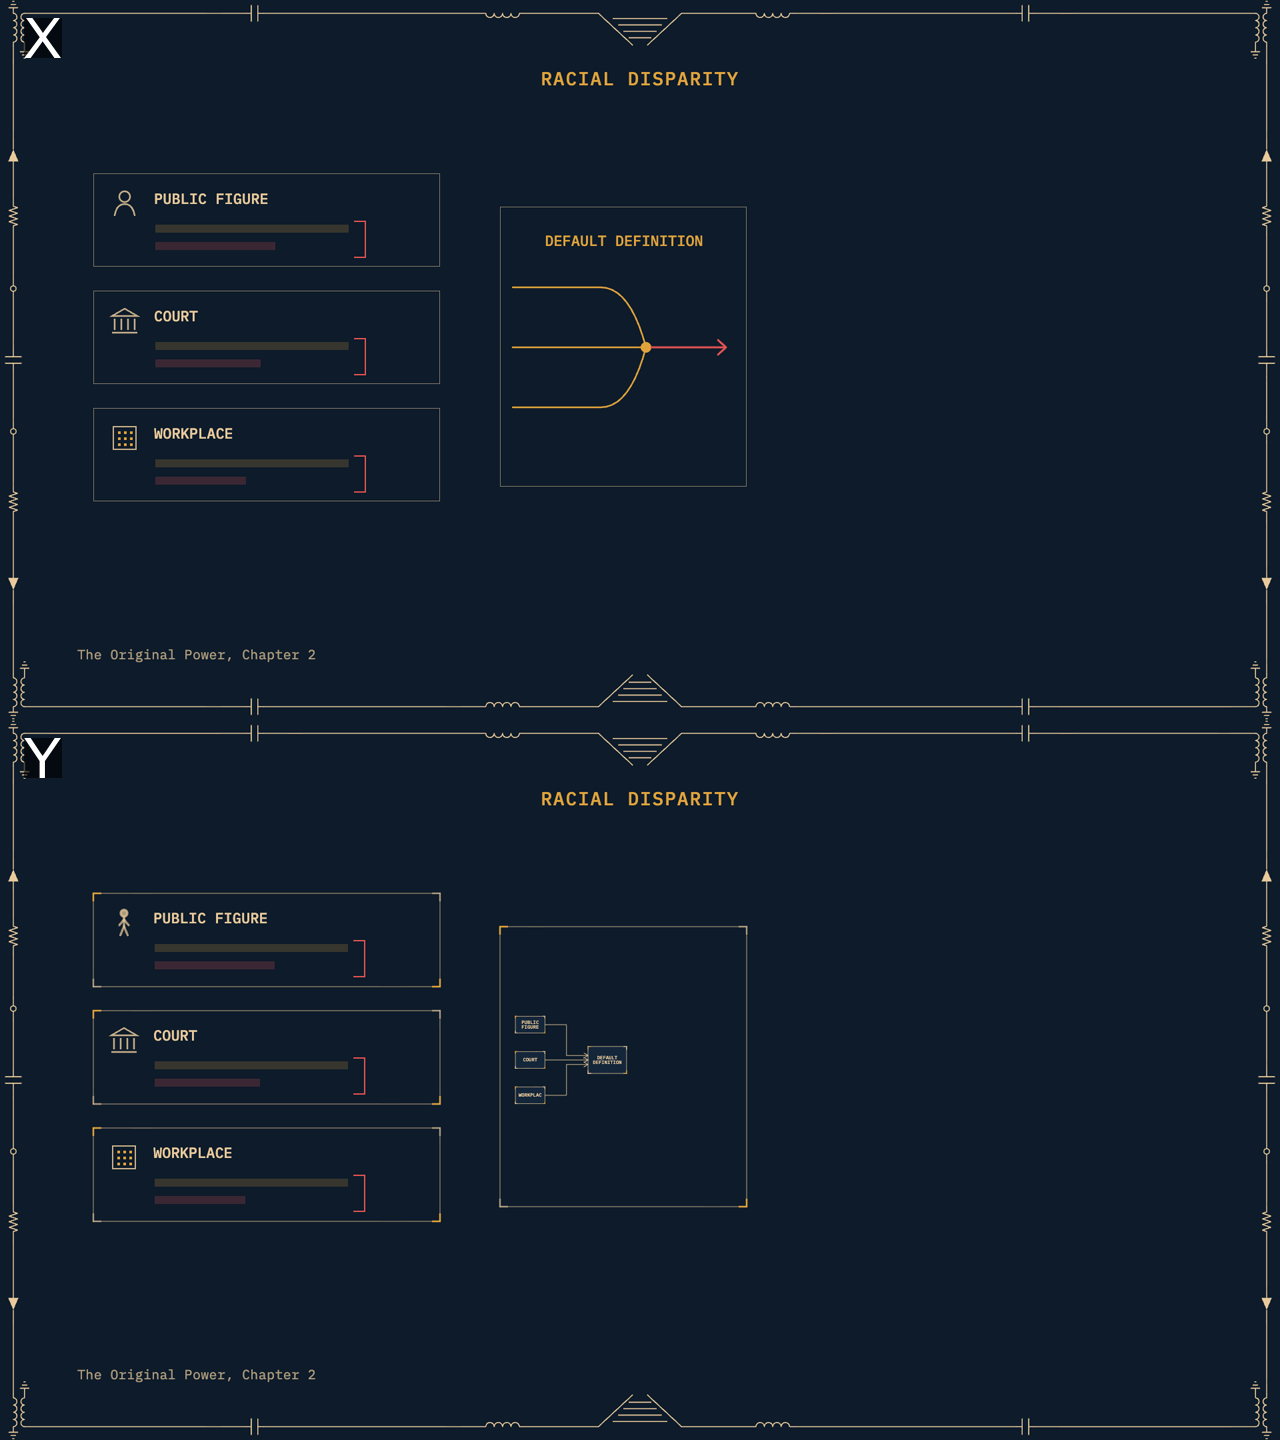 X
RACIAL DISPARITY
PUBLIC FIGURE
DEFAULT DEFINITION
COURT
WORKPLACE
The Original Power, Chapter 2
Y
RACIAL DISPARITY
PUBLIC FIGURE
COURT
WORKPLACE
PUBLIC
FIGURE
COURT
WORKPLAC
DEFAULT
DEFINITION
The Original Power, Chapter 2